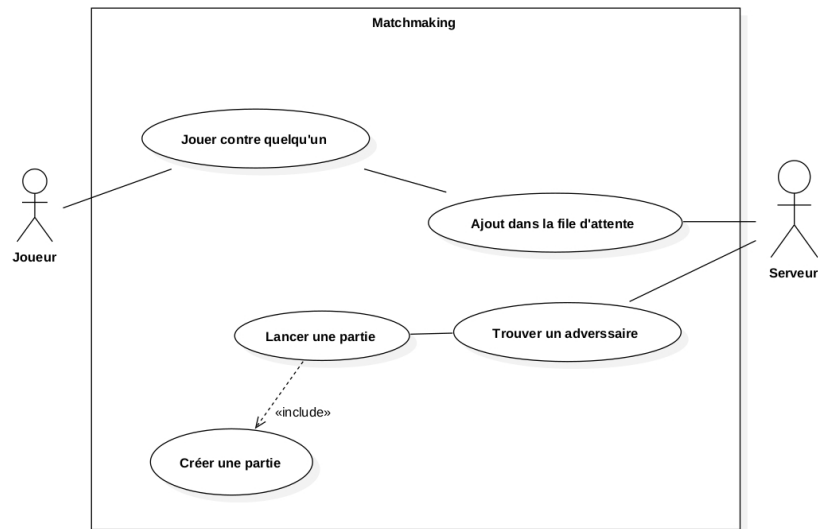 Matchmaking
Jouer contre quelqu'un
Ajout dans la file d'attente
Joueur
Serveur
Lancer une partie
Trouver un adverssaire
«include»
Créer une partie